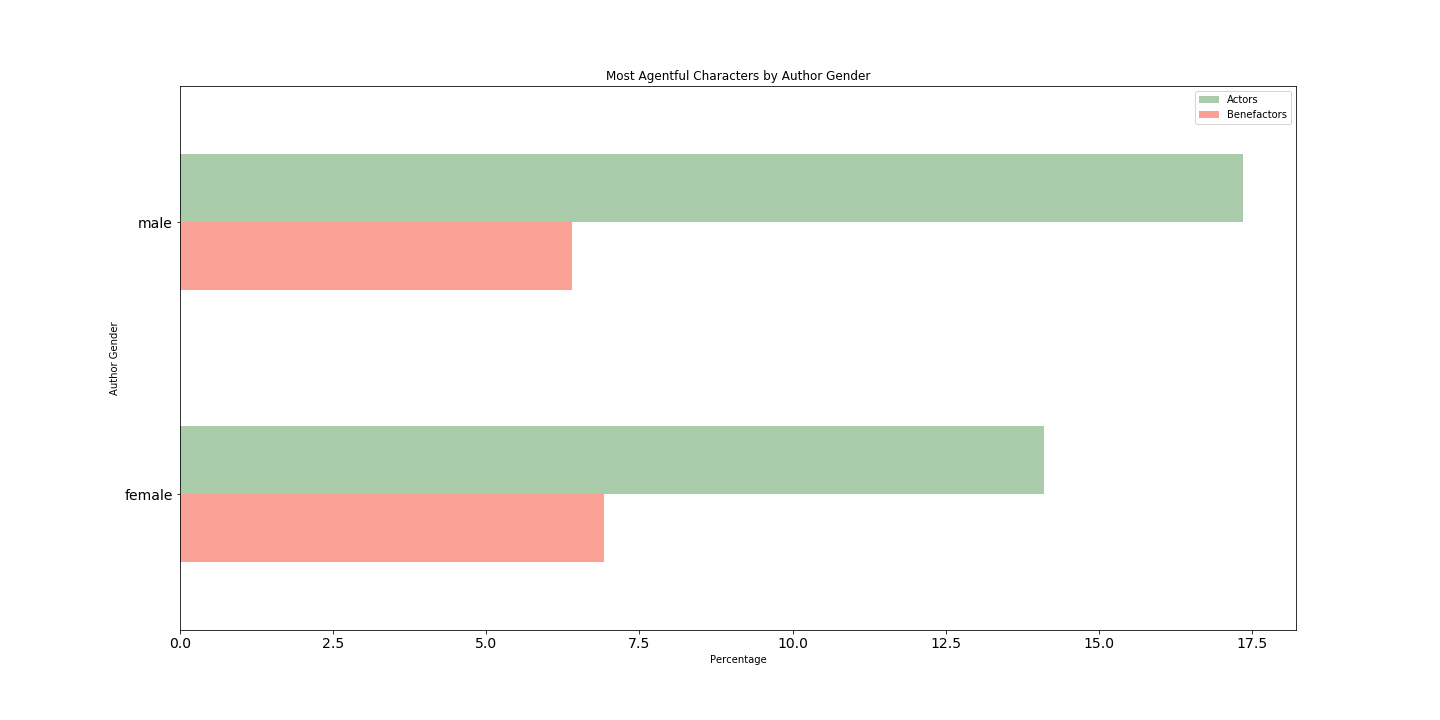 Most Agentful Characters by Author Gender
Actors
Benefactors
male
Author Gender
female
0.0 2.5 5.0 7.5 10.0 12.5 15.0 17.5
Percentage